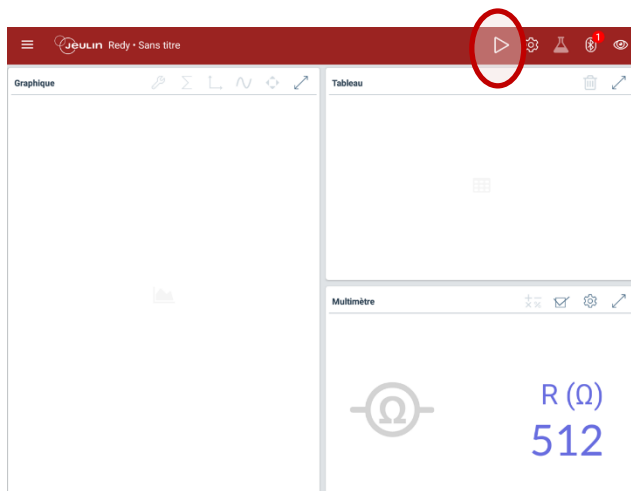 Jeulin Redy • Sans titre
1
Graphique
Tableau
Multimètre
Ω
R (Ω)
512